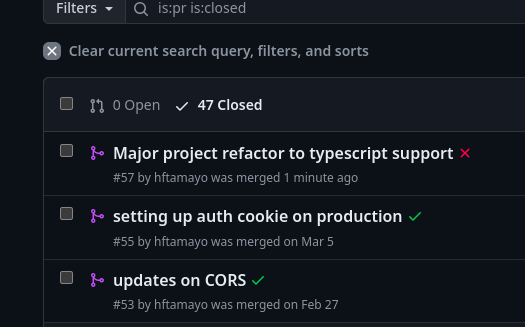 Filters
is:pr is:closed
Clear current search query, filters, and sorts
0 Open
47 Closed
Major project refactor to typescript support
#57 by hftamayo was merged 1 minute ago
setting up auth cookie on production
#55 by hftamayo was merged on Mar 5
updates on CORS
#53 by hftamayo was merged on Feb 27